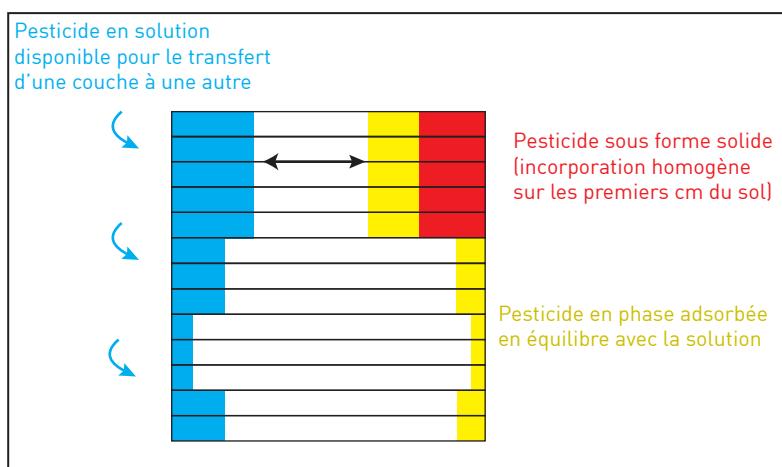 Pesticide en solution
disponible pour le transfert
d'une couche à une autre
Pesticide sous forme solide
(incorporation homogène
sur les premiers cm du sol)
Pesticide en phase adsorbée
en équilibre avec la solution